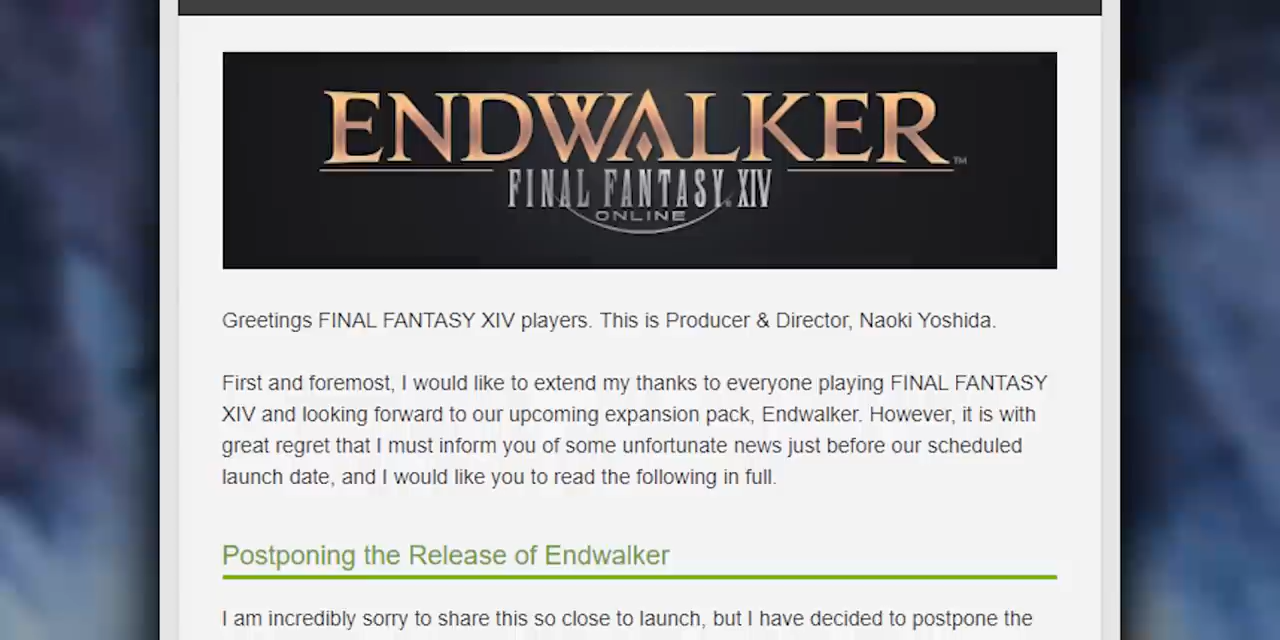 ENDWALKER™
FINAL FANTASY® XIV
ONLINE
Greetings FINAL FANTASY XIV players. This is Producer & Director, Naoki Yoshida.
First and foremost, I would like to extend my thanks to everyone playing FINAL FANTASY
XIV and looking forward to our upcoming expansion pack, Endwalker. However, it is with
great regret that I must inform you of some unfortunate news just before our scheduled
launch date, and I would like you to read the following in full.
Postponing the Release of Endwalker
I am incredibly sorry to share this so close to launch, but I have decided to postpone the